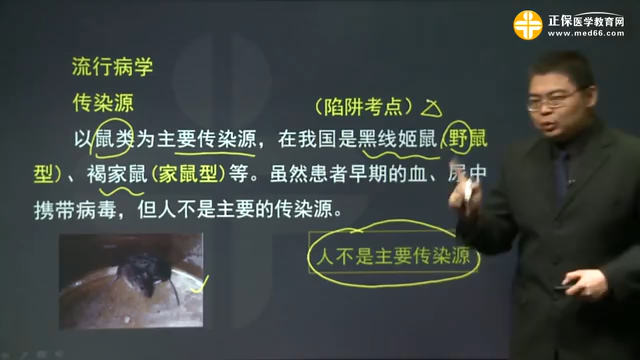 正保医学教育网
www.med66.com
流行病学
传染源
（陷阱考点）
以鼠类为主要传染源，在我国是黑线姬鼠（野鼠
型）、褐家鼠（家鼠型）等。虽然患者早期的血、尿中
携带病毒，但人不是主要的传染源。
人不是主要传染源